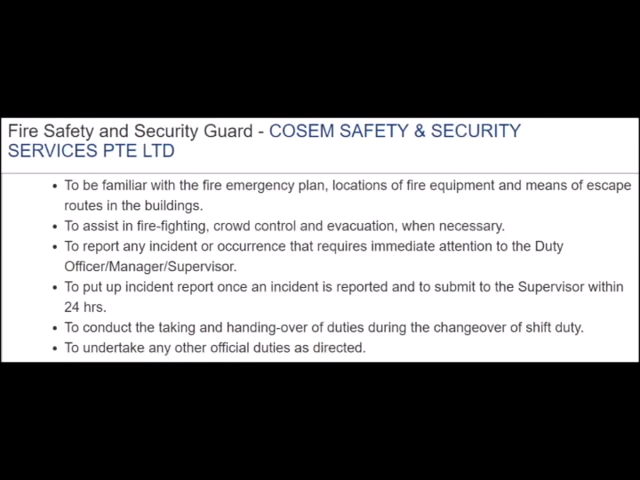 Fire Safety and Security Guard - COSEM SAFETY & SECURITY
SERVICES PTE LTD
• To be familiar with the fire emergency plan, locations of fire equipment and means of escape
routes in the buildings.
• To assist in fire-fighting, crowd control and evacuation, when necessary.
• To report any incident or occurrence that requires immediate attention to the Duty
Officer/Manager/Supervisor.
• To put up incident report once an incident is reported and to submit to the Supervisor within
24 hrs.
• To conduct the taking and handing-over of duties during the changeover of shift duty.
• To undertake any other official duties as directed.